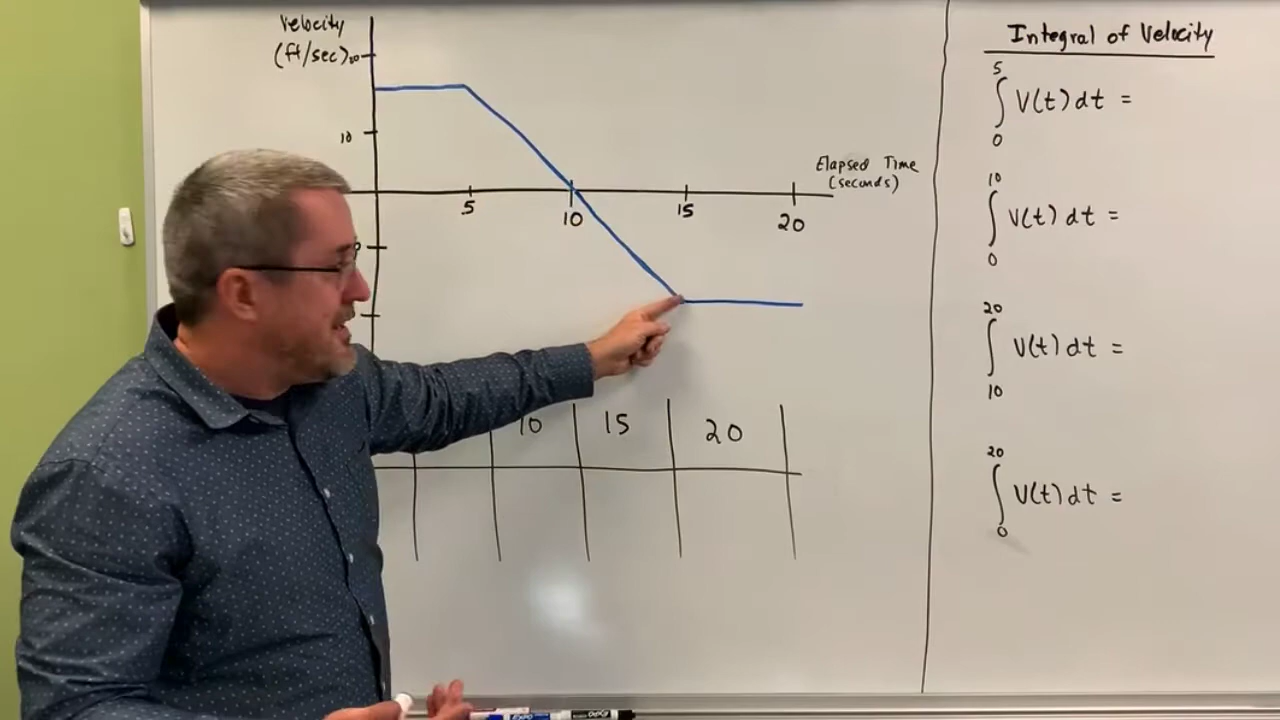 Velocity
(ft/sec)
20
10
Elapsed Time
(seconds)
5
10
15
20
10
15
20
Integral of Velocity
5
∫ V(t) dt =
0
10
∫ V(t) dt =
0
20
∫ V(t) dt =
10
20
∫ V(t) dt =
0
EXPO